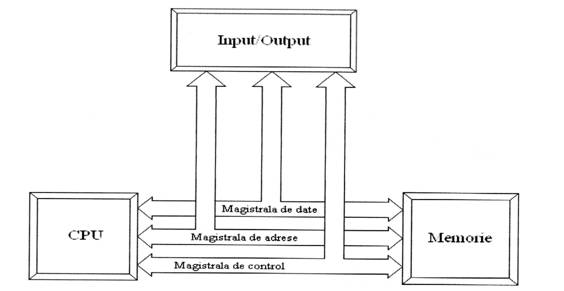 Input/Output
Magistrala de date
CPU
Magistrala de adrese
Memorie
Magistrala de control